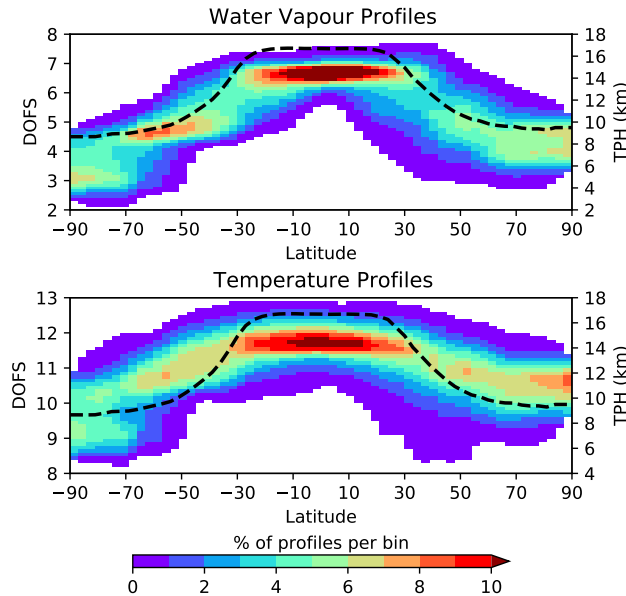 Water Vapour Profiles
8
7
6
5
4
3
2
DOFS
18
16
14
12
10
8
6
4
2
TPH (km)
−90 −70 −50 −30 −10 10 30 50 70 90
Latitude
Temperature Profiles
13
12
11
10
9
8
DOFS
18
16
14
12
10
8
6
4
TPH (km)
−90 −70 −50 −30 −10 10 30 50 70 90
Latitude
% of profiles per bin
0 2 4 6 8 10